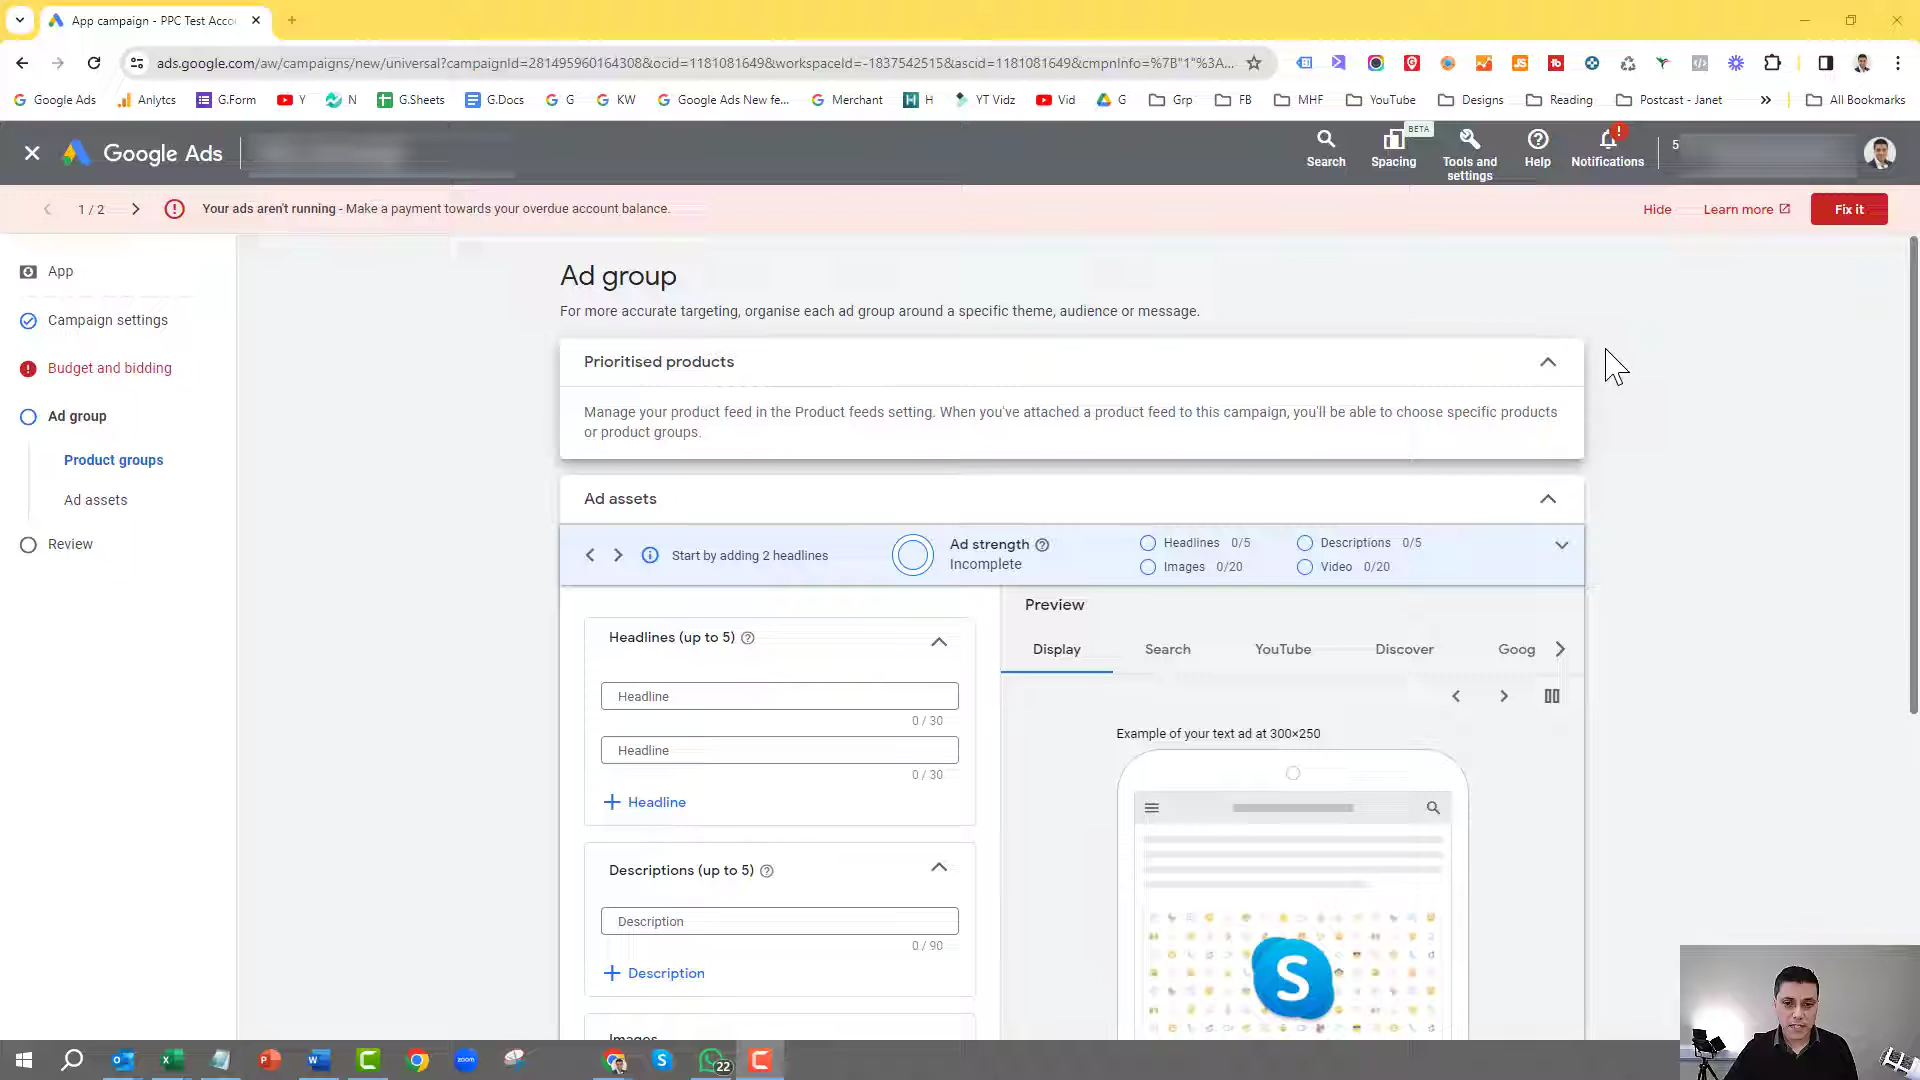 App campaign - PPC Test Acco
ads.google.com/aw/campaigns/new/universal?campaignId=281495960164308&ocid=1181081649&workspaceId=-1837542515&ascid=1181081649&cmpnInfo=%7B"1"%3A...
Google Ads
Anlytcs
G.Form
Y
N
G.Sheets
G.Docs
G
KW
Google Ads New fe...
Merchant
H
YT Vidz
Vid
G
Grp
FB
MHF
YouTube
Designs
Reading
Postcast - Janet
All Bookmarks
Google Ads
Search
BETA
Spacing
Tools and
settings
Help
Notifications
5
1 / 2
Your ads aren't running - Make a payment towards your overdue account balance.
Hide
Learn more
Fix it
App
Campaign settings
Budget and bidding
Ad group
Product groups
Ad assets
Review
Ad group
For more accurate targeting, organise each ad group around a specific theme, audience or message.
Prioritised products
Manage your product feed in the Product feeds setting. When you've attached a product feed to this campaign, you'll be able to choose specific products
or product groups.
Ad assets
Start by adding 2 headlines
Ad strength
Incomplete
Headlines 0/5
Descriptions 0/5
Images 0/20
Video 0/20
Headlines (up to 5)
Headline
0 / 30
Headline
0 / 30
+ Headline
Descriptions (up to 5)
Description
0 / 90
+ Description
Images
Preview
Display
Search
YouTube
Discover
Goog
Example of your text ad at 300×250
S
zoom
22